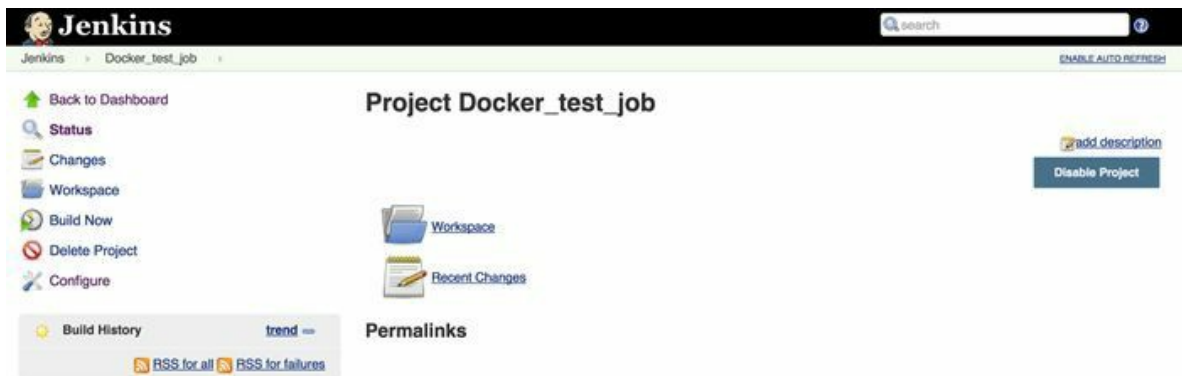 Jenkins
search
Jenkins
Docker_test_job
ENABLE AUTO REFRESH
Back to Dashboard
Status
Changes
Workspace
Build Now
Delete Project
Configure
Build History
trend
RSS for all
RSS for failures
Project Docker_test_job
add description
Disable Project
Workspace
Recent Changes
Permalinks